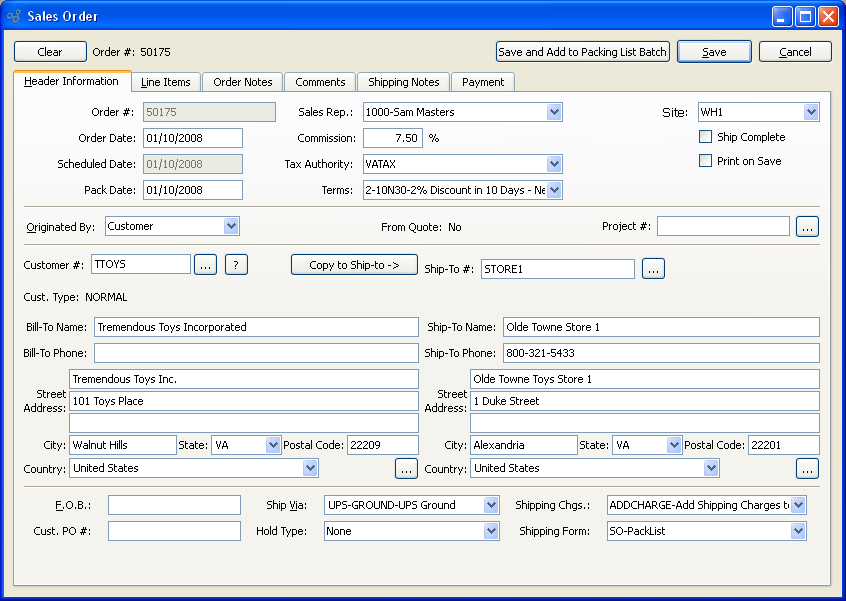 Sales Order
Clear Order #: 50175 Save and Add to Packing List Batch Save Cancel
Header Information Line Items Order Notes Comments Shipping Notes Payment
Order #: 50175 Sales Rep.: 1000-Sam Masters Site: WH1
Order Date: 01/10/2008 Commission: 7.50 % Ship Complete
Scheduled Date: 01/10/2008 Tax Authority: VATAX Print on Save
Pack Date: 01/10/2008 Terms: 2-10N30-2% Discount in 10 Days - Ne
Originated By: Customer From Quote: No Project #: ...
Customer #: TTOYS ... ? Copy to Ship-to -> Ship-To #: STORE1 ...
Cust. Type: NORMAL
Bill-To Name: Tremendous Toys Incorporated Ship-To Name: Olde Towne Store 1
Bill-To Phone: Ship-To Phone: 800-321-5433
Tremendous Toys Inc. Olde Towne Toys Store 1
Street Address: 101 Toys Place Street Address: 1 Duke Street
City: Walnut Hills State: VA Postal Code: 22209 City: Alexandria State: VA Postal Code: 22201
Country: United States ... Country: United States ...
F.O.B.: Ship Via: UPS-GROUND-UPS Ground Shipping Chgs.: ADDCHARGE-Add Shipping Charges to
Cust. PO #: Hold Type: None Shipping Form: SO-PackList